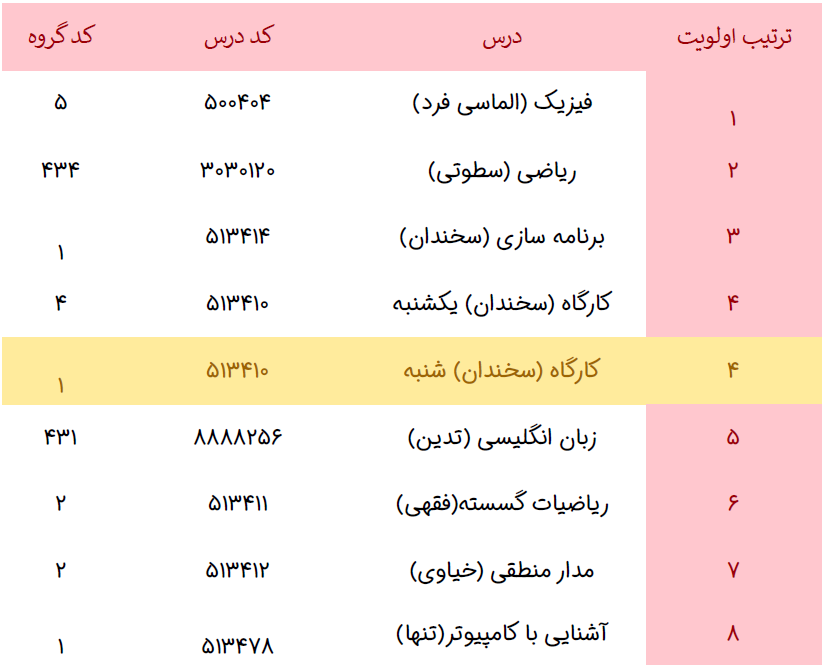 ترتیب اولویت درس کد درس کد گروه
۱ فیزیک (الماسی فرد) ۵۰۰۴۰۴ ۵
۲ ریاضی (سطوتی) ۳۰۳۰۱۲۰ ۴۳۴
۳ برنامه سازی (سخندان) ۵۱۳۴۱۴ ۱
۴ کارگاه (سخندان) یکشنبه ۵۱۳۴۱۰ ۴
۴ کارگاه (سخندان) شنبه ۵۱۳۴۱۰ ۱
۵ زبان انگلیسی (تدین) ۸۸۸۸۲۵۶ ۴۳۱
۶ ریاضیات گسسته(فقهی) ۵۱۳۴۱۱ ۲
۷ مدار منطقی (خیاوی) ۵۱۳۴۱۲ ۲
۸ آشنایی با کامپیوتر(تنها) ۵۱۳۴۷۸ ۱